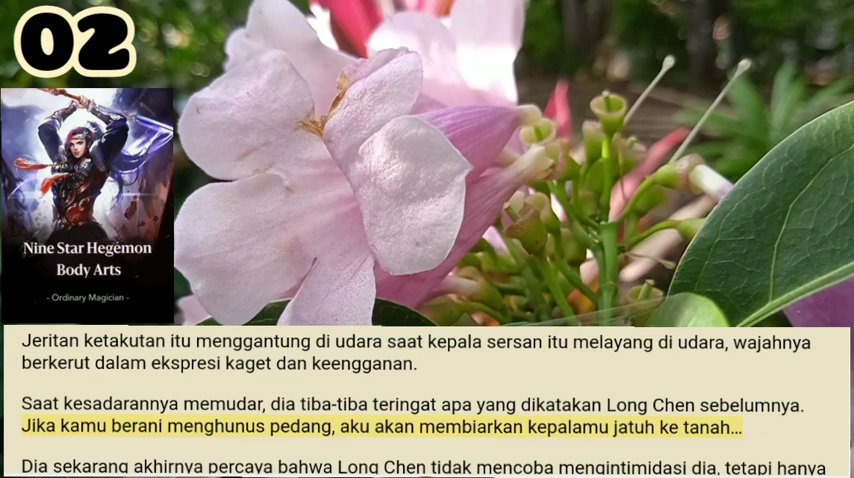 02
Nine Star Hegemon
Body Arts
- Ordinary Magician -
Jeritan ketakutan itu menggantung di udara saat kepala sersan itu melayang di udara, wajahnya
berkerut dalam ekspresi kaget dan keengganan.
Saat kesadarannya memudar, dia tiba-tiba teringat apa yang dikatakan Long Chen sebelumnya.
Jika kamu berani menghunus pedang, aku akan membiarkan kepalamu jatuh ke tanah...
Dia sekarang akhirnya percaya bahwa Long Chen tidak mencoba mengintimidasi dia, tetapi hanya